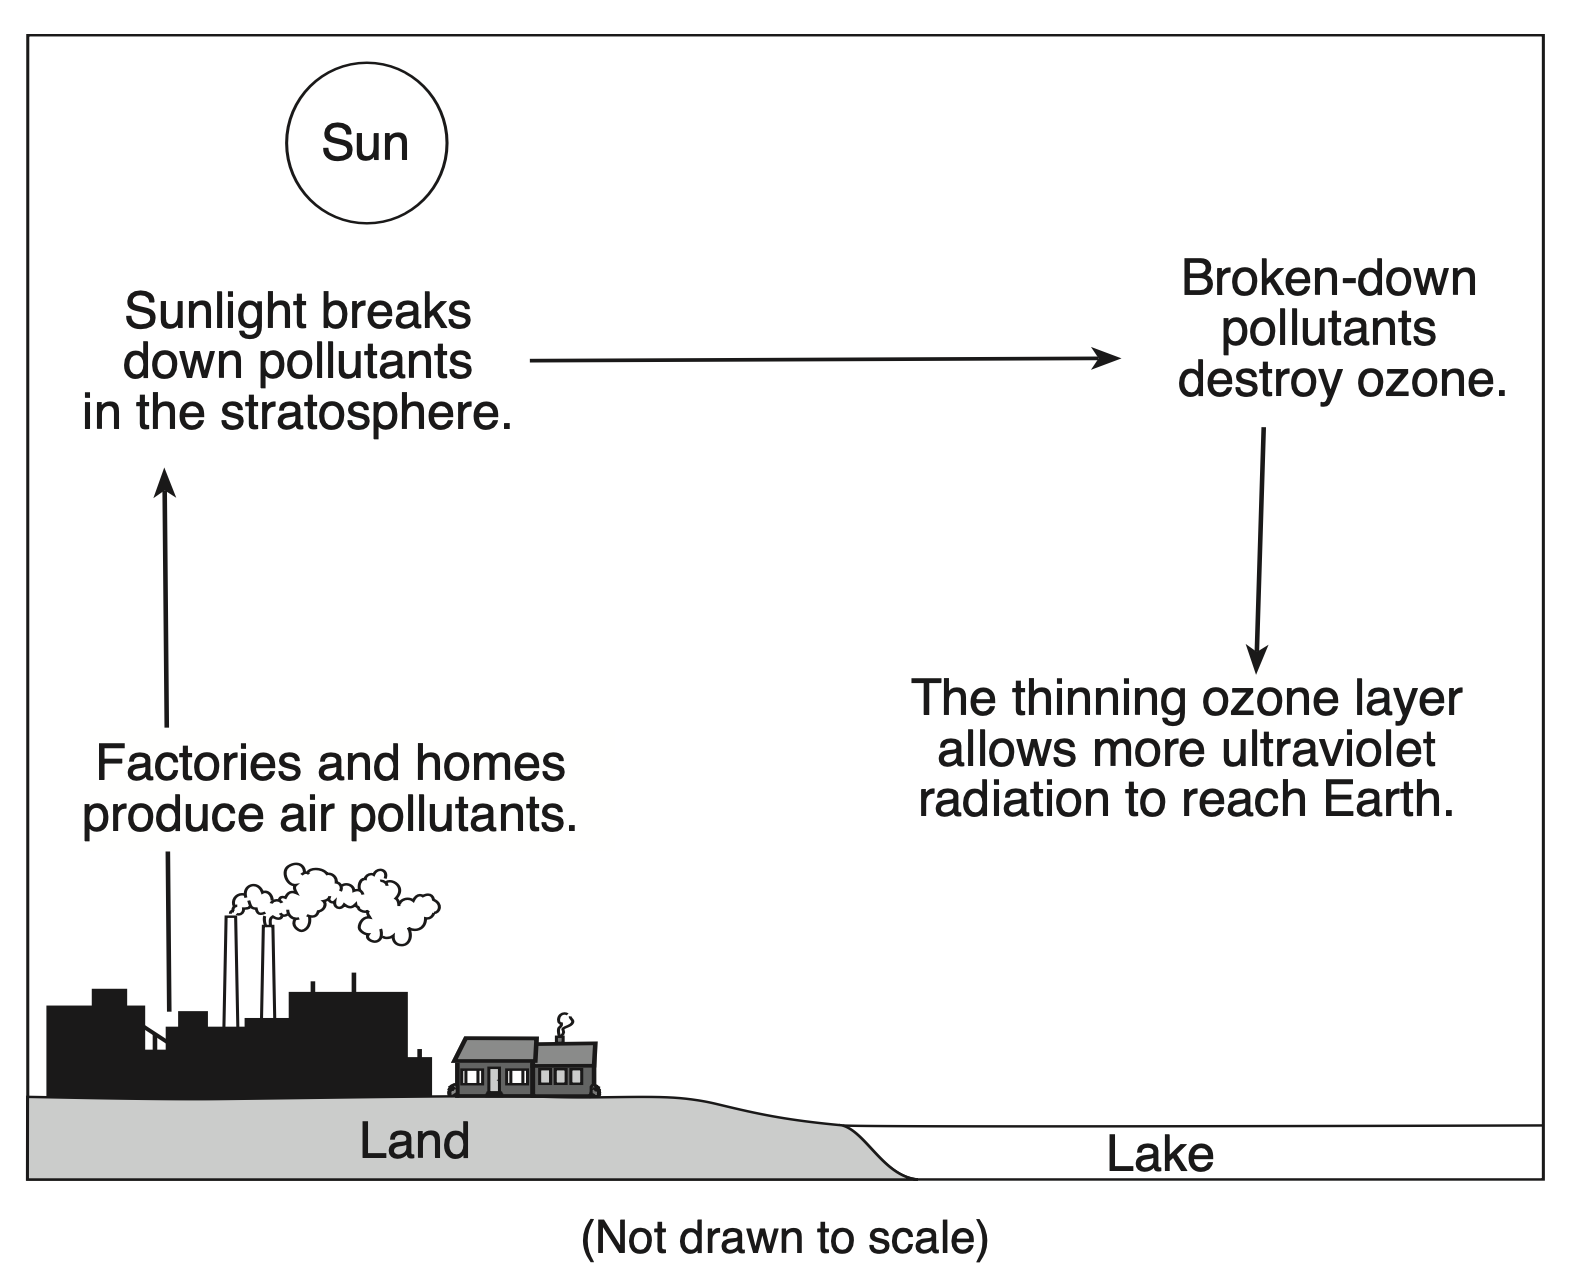 Sun
Sunlight breaks
down pollutants
in the stratosphere.
Broken-down
pollutants
destroy ozone.
Factories and homes
produce air pollutants.
The thinning ozone layer
allows more ultraviolet
radiation to reach Earth.
Land
Lake
(Not drawn to scale)